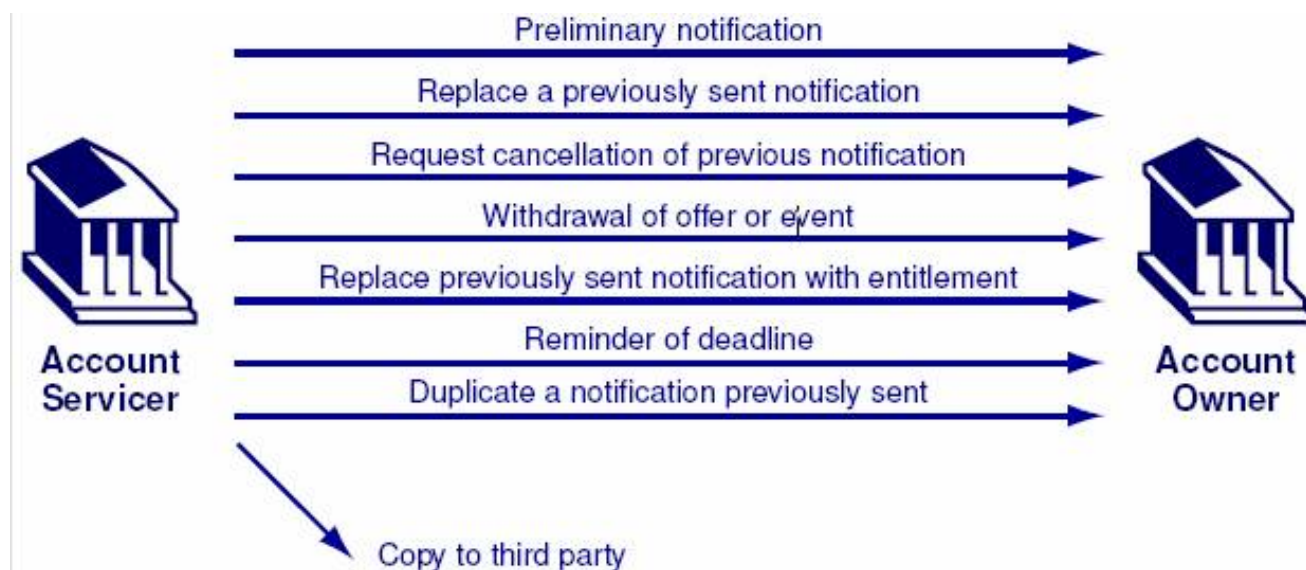 Preliminary notification
Replace a previously sent notification
Request cancellation of previous notification
Withdrawal of offer or event
Replace previously sent notification with entitlement
Reminder of deadline
Duplicate a notification previously sent
Account
Servicer
Account
Owner
Copy to third party